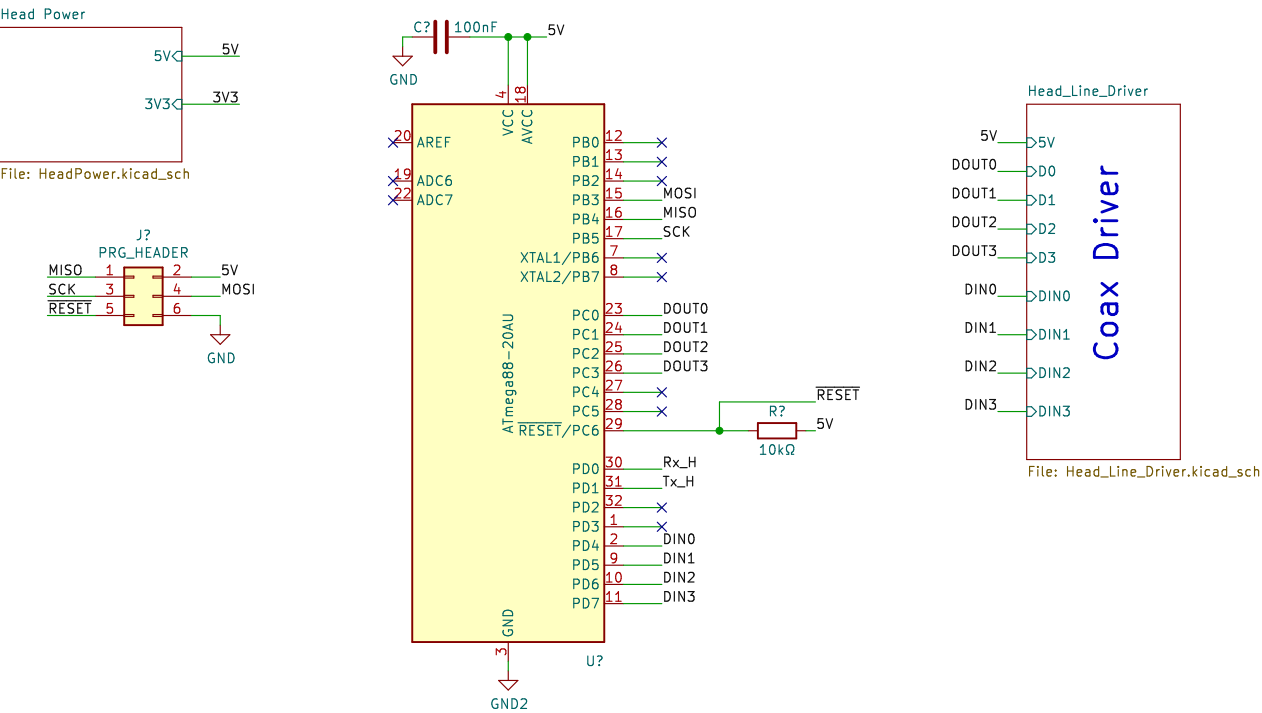 Head Power
5V
5V
3V3
3V3
File: HeadPower.kicad_sch
J?
PRG_HEADER
MISO
1
2
5V
SCK
3
4
MOSI
RESET
5
6
GND
C?
100nF
5V
GND
4
18
VCC
AVCC
20
AREF
19
ADC6
22
ADC7
PB0
12
PB1
13
PB2
14
PB3
15
MOSI
PB4
16
MISO
PB5
17
SCK
XTAL1/PB6
7
XTAL2/PB7
8
PC0
23
DOUT0
PC1
24
DOUT1
PC2
25
DOUT2
PC3
26
DOUT3
PC4
27
PC5
28
RESET/PC6
29
RESET
R?
5V
10kΩ
ATmega88-20AU
PD0
30
Rx_H
PD1
31
Tx_H
PD2
32
PD3
1
PD4
2
DIN0
PD5
9
DIN1
PD6
10
DIN2
PD7
11
DIN3
GND
3
U?
GND2
Head_Line_Driver
5V
5V
DOUT0
D0
DOUT1
D1
DOUT2
D2
DOUT3
D3
DIN0
DIN0
DIN1
DIN1
DIN2
DIN2
DIN3
DIN3
Coax Driver
File: Head_Line_Driver.kicad_sch